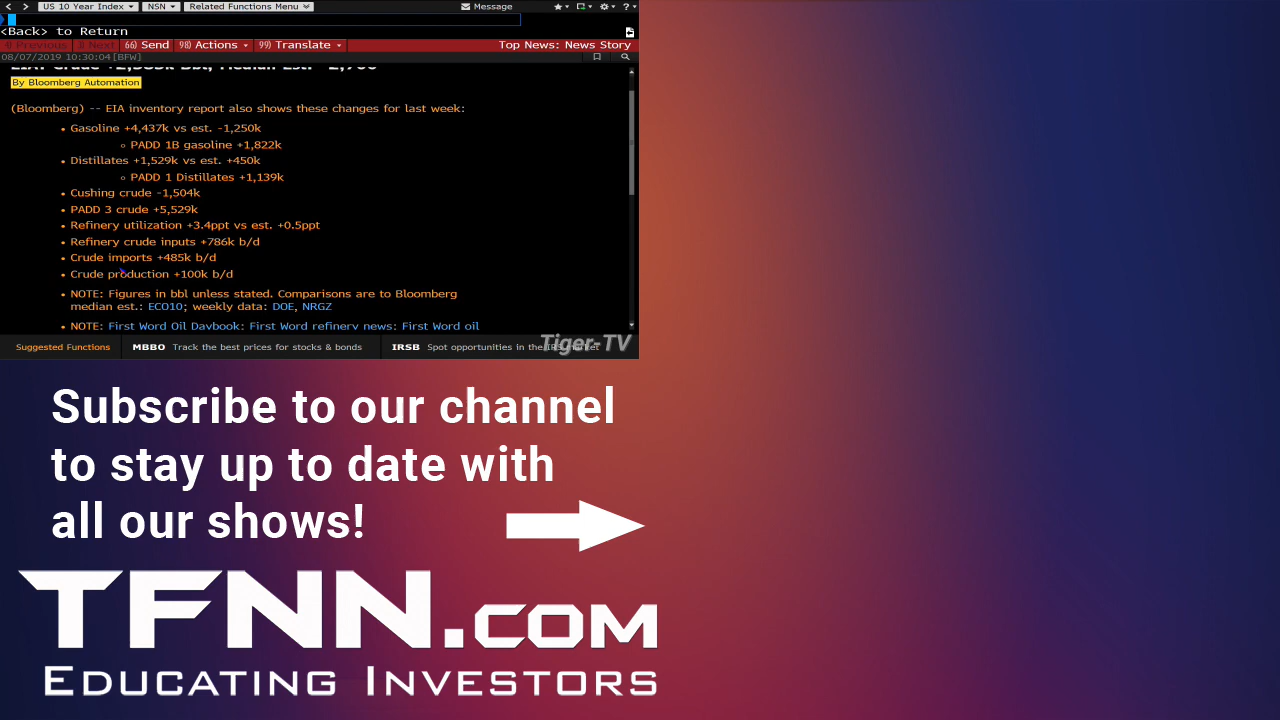 US 10 Year Index NSN Related Functions Menu Message
<Back> to Return
Previous Next 66) Send 98) Actions 99) Translate Top News: News Story
08/07/2019 10:30:04 [BFW]
By Bloomberg Automation
(Bloomberg) -- EIA inventory report also shows these changes for last week:
• Gasoline +4,437k vs est. -1,250k
○ PADD 1B gasoline +1,822k
• Distillates +1,529k vs est. +450k
○ PADD 1 Distillates +1,139k
• Cushing crude -1,504k
• PADD 3 crude +5,529k
• Refinery utilization +3.4ppt vs est. +0.5ppt
• Refinery crude inputs +786k b/d
• Crude imports +485k b/d
• Crude production +100k b/d
• NOTE: Figures in bbl unless stated. Comparisons are to Bloomberg
median est.: ECO10; weekly data: DOE, NRGZ
• NOTE: First Word Oil Daybook; First Word refinery news; First Word oil
Suggested Functions MBBO Track the best prices for stocks & bonds IRSB Spot opportunities in the IRS market
Tiger-TV
Subscribe to our channel
to stay up to date with
all our shows!
TFNN.COM
EDUCATING INVESTORS